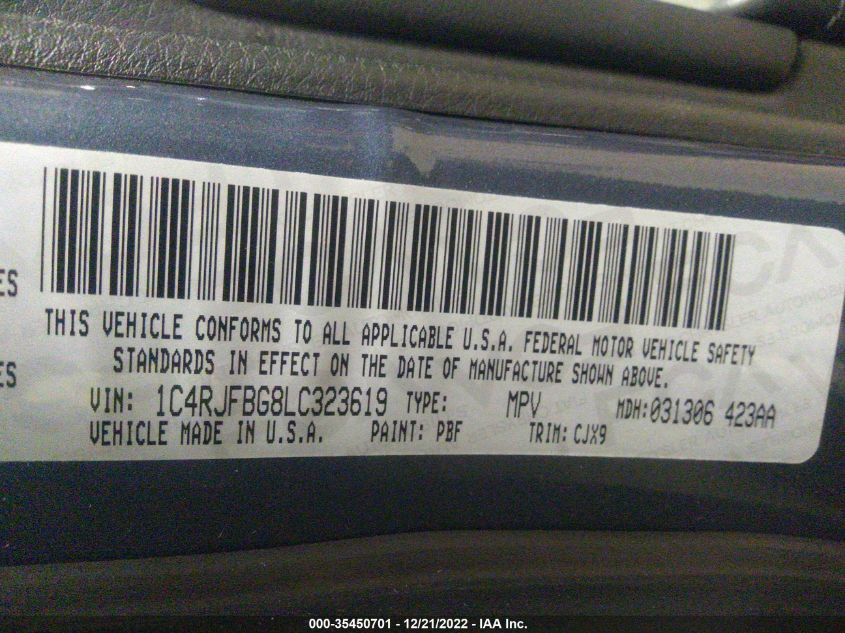 ES
THIS VEHICLE CONFORMS TO ALL APPLICABLE U.S.A. FEDERAL MOTOR VEHICLE SAFETY
STANDARDS IN EFFECT ON THE DATE OF MANUFACTURE SHOWN ABOVE.
ES
VIN: 1C4RJFBG8LC323619 TYPE: MPV MDH:031306 423AA
VEHICLE MADE IN U.S.A. PAINT: PBF TRIM: CJX9
000-35450701 - 12/21/2022 - IAA Inc.